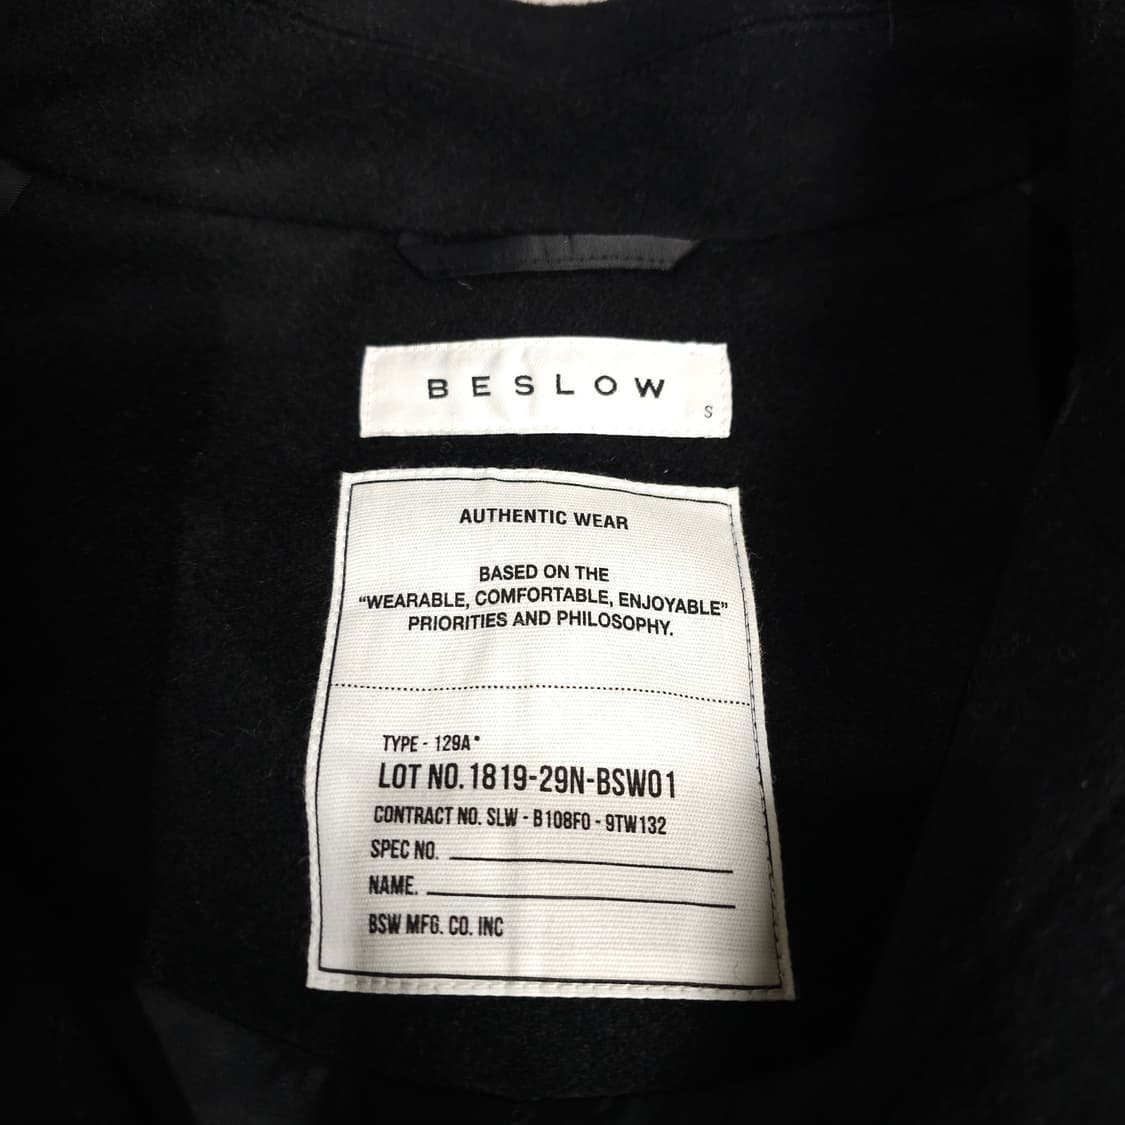 BESLOW
S
AUTHENTIC WEAR
BASED ON THE
“WEARABLE, COMFORTABLE, ENJOYABLE”
PRIORITIES AND PHILOSOPHY.
TYPE - 129A*
LOT NO. 1819-29N-BSW01
CONTRACT NO. SLW - B108F0 - 9TW132
SPEC NO.
NAME.
BSW MFG. CO. INC